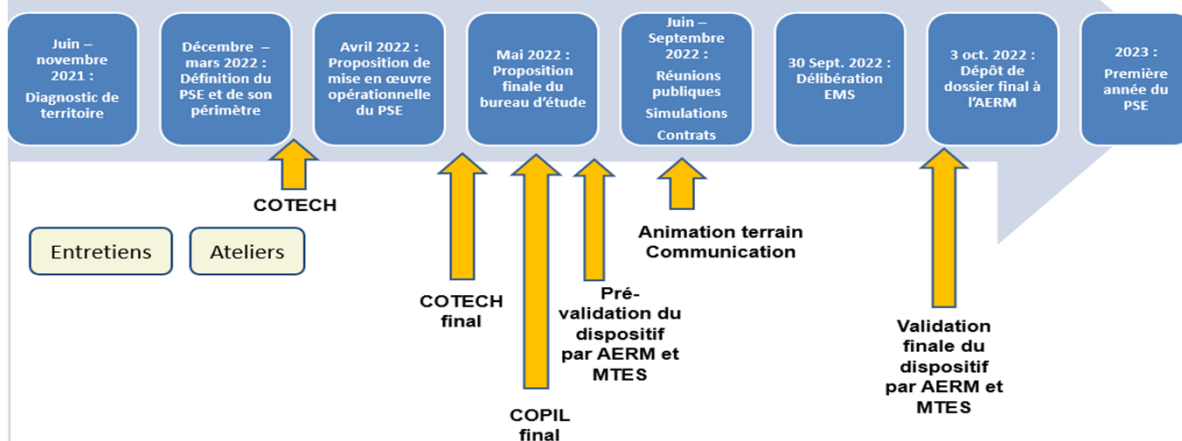 Juin –
novembre
2021 :
Diagnostic de
territoire
Décembre –
mars 2022 :
Définition du
PSE et de son
périmètre
Avril 2022 :
Proposition de
mise en œuvre
opérationnelle
du PSE
Mai 2022 :
Proposition
finale du
bureau d'étude
Juin –
Septembre
2022 :
Réunions
publiques
Simulations
Contrats
30 Sept. 2022 :
Délibération
EMS
3 oct. 2022 :
Dépôt de
dossier final à
l'AERM
2023 :
Première
année du
PSE
COTECH
Entretiens
Ateliers
COTECH
final
COPIL
final
Pré-
validation du
dispositif
par AERM et
MTES
Animation terrain
Communication
Validation
finale du
dispositif
par AERM et
MTES